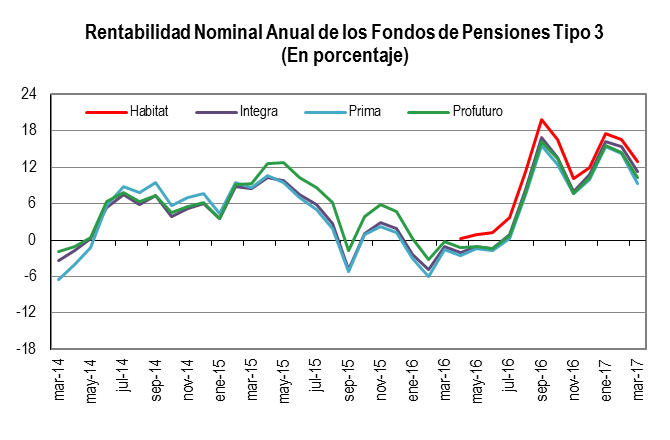 Rentabilidad Nominal Anual de los Fondos de Pensiones Tipo 3
(En porcentaje)
24
Habitat Integra Prima Profuturo
18
12
6
0
-6
-12
-18
mar-14 may-14 jul-14 sep-14 nov-14 ene-15 mar-15 may-15 jul-15 sep-15 nov-15 ene-16 mar-16 may-16 jul-16 sep-16 nov-16 ene-17 mar-17